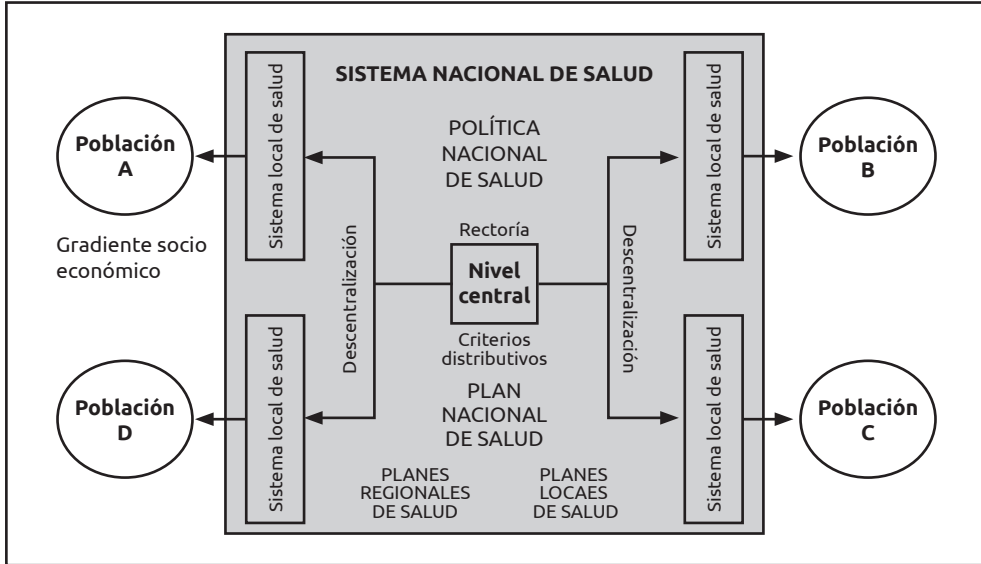 SISTEMA NACIONAL DE SALUD
Sistema local de salud
Población
A
Gradiente socio
económico
POLÍTICA
NACIONAL
DE SALUD
Sistema local de salud
Población
B
Descentralización
Rectoría
Nivel
central
Criterios
distributivos
Descentralización
Sistema local de salud
Población
D
PLAN
NACIONAL
DE SALUD
PLANES
REGIONALES
DE SALUD
PLANES
LOCAES
DE SALUD
Sistema local de salud
Población
C